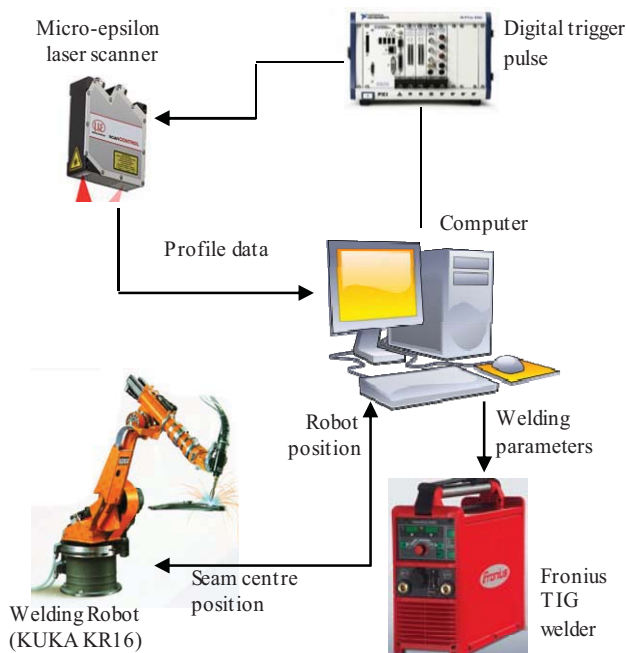 Micro-epsilon
laser scanner
Digital trigger
pulse
Computer
Profile data
Robot
position
Welding
parameters
Seam centre
position
Welding Robot
(KUKA KR16)
Fronius
Fronius
TIG
welder